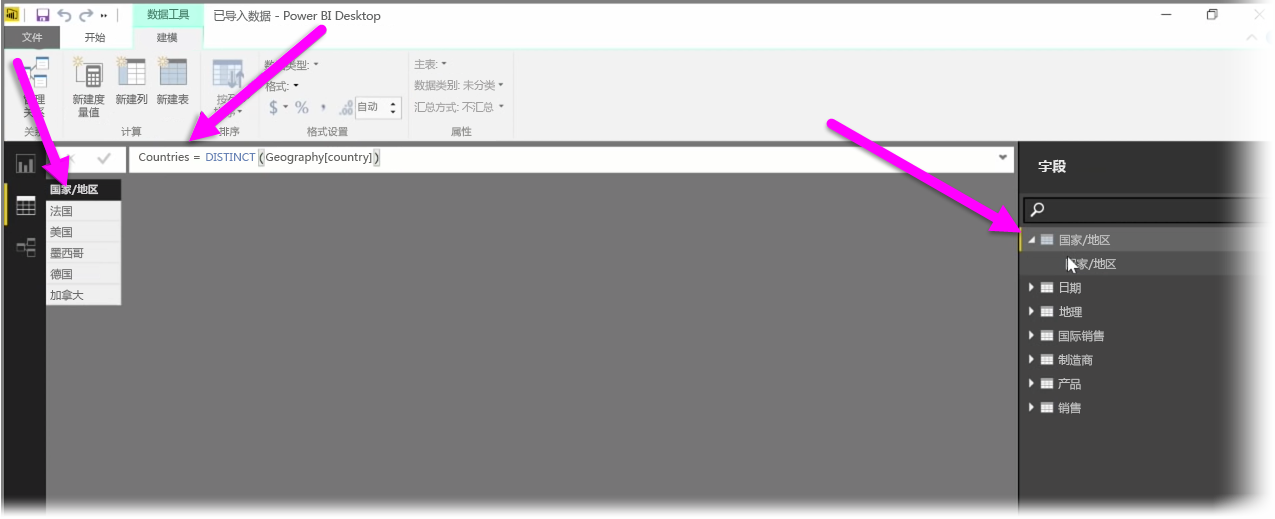 数据工具
已导入数据 - Power BI Desktop
文件
开始
建模
管理
关系
新建度
量值
新建列
新建表
计算
按列
排序
数据类型:
格式:
$ % , .00 自动
格式设置
主表:
数据类别: 未分类
汇总方式: 不汇总
属性
Countries = DISTINCT(Geography[country])
国家/地区
法国
美国
墨西哥
德国
加拿大
字段
国家/地区
国家/地区
日期
地理
国际销售
制造商
产品
销售